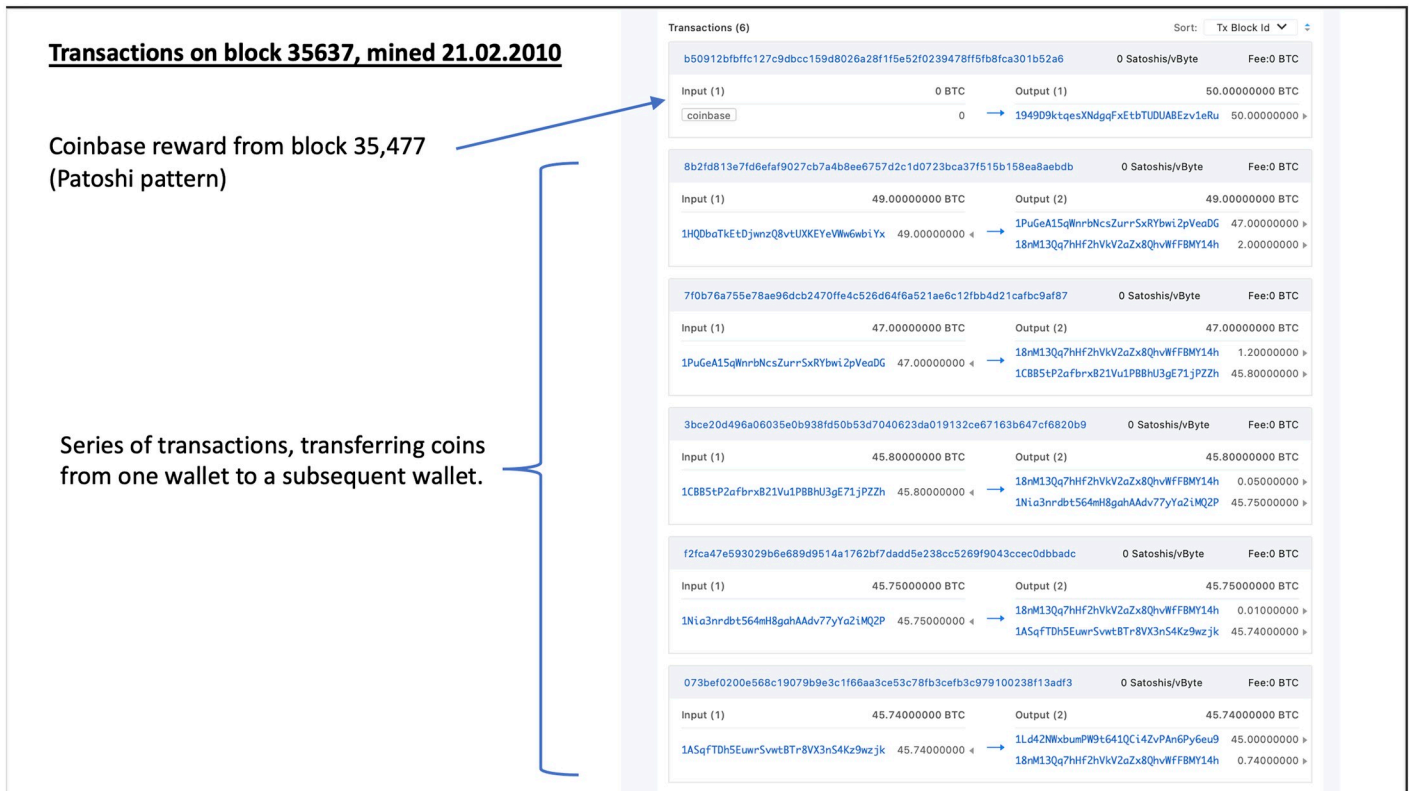 Transactions on block 35637, mined 21.02.2010
Coinbase reward from block 35,477
(Patoshi pattern)
Series of transactions, transferring coins
from one wallet to a subsequent wallet.
Transactions (6) Sort: Tx Block Id
b50912bfbffc127c9dbcc159d8026a28f1f5e52f0239478ff5fb8fca301b52a6 0 Satoshis/vByte Fee:0 BTC
Input (1) 0 BTC Output (1) 50.00000000 BTC
coinbase 0 → 1949D9ktqesXNdgqFxEtbTUDUABEzv1eRu 50.00000000
8b2fd813e7fd6efaf9027cb7a4b8ee6757d2c1d0723bca37f515b158ea8aebdb 0 Satoshis/vByte Fee:0 BTC
Input (1) 49.00000000 BTC Output (2) 49.00000000 BTC
1HQDbaTkEtDjwnzQ8vtUXKEYeVWw6wbiYx 49.00000000 → 1PuGeA15qWnrbNcsZurrSxRYbwi2pVeaDG 47.00000000
18nM13Qq7hHf2hVkV2aZx8QhvWfFBMY14h 2.00000000
7f0b76a755e78ae96dcb2470ffe4c526d64f6a521ae6c12fbb4d21cafbc9af87 0 Satoshis/vByte Fee:0 BTC
Input (1) 47.00000000 BTC Output (2) 47.00000000 BTC
1PuGeA15qWnrbNcsZurrSxRYbwi2pVeaDG 47.00000000 → 18nM13Qq7hHf2hVkV2aZx8QhvWfFBMY14h 1.20000000
1CBB5tP2afbrxB21Vu1PBBhU3gE71jPZZh 45.80000000
3bce20d496a06035e0b938fd50b53d7040623da019132ce67163b647cf6820b9 0 Satoshis/vByte Fee:0 BTC
Input (1) 45.80000000 BTC Output (2) 45.80000000 BTC
1CBB5tP2afbrxB21Vu1PBBhU3gE71jPZZh 45.80000000 → 18nM13Qq7hHf2hVkV2aZx8QhvWfFBMY14h 0.05000000
1Nia3nrdbt564mH8gahAAdv77yYa2iMQ2P 45.75000000
f2fca47e593029b6e689d9514a1762bf7dadd5e238cc5269f9043ccec0dbbadc 0 Satoshis/vByte Fee:0 BTC
Input (1) 45.75000000 BTC Output (2) 45.75000000 BTC
1Nia3nrdbt564mH8gahAAdv77yYa2iMQ2P 45.75000000 → 18nM13Qq7hHf2hVkV2aZx8QhvWfFBMY14h 0.01000000
1ASqfTDh5EuwrSvwtBTr8VX3nS4Kz9wzjk 45.74000000
073bef0200e568c19079b9e3c1f66aa3ce53c78fb3cefb3c979100238f13adf3 0 Satoshis/vByte Fee:0 BTC
Input (1) 45.74000000 BTC Output (2) 45.74000000 BTC
1ASqfTDh5EuwrSvwtBTr8VX3nS4Kz9wzjk 45.74000000 → 1Ld42NWxbumPW9t641QCi4ZvPAn6Py6eu9 45.00000000
18nM13Qq7hHf2hVkV2aZx8QhvWfFBMY14h 0.74000000